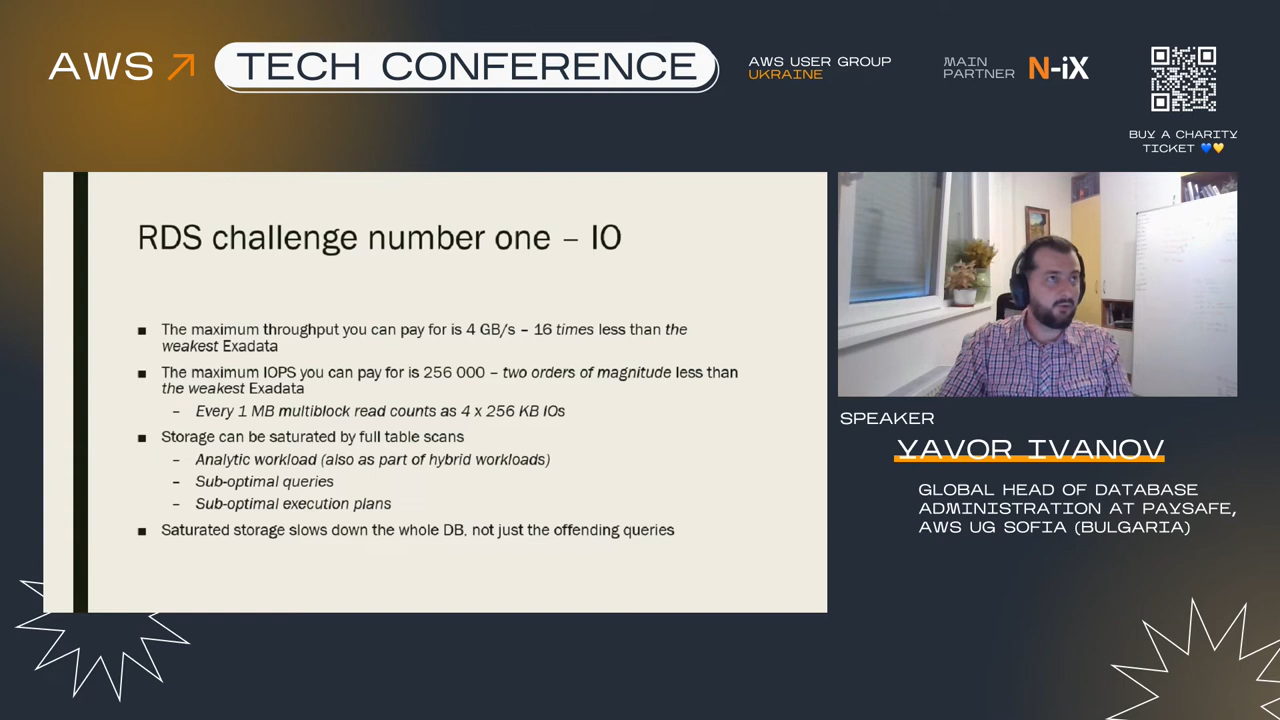 AWS ↗ TECH CONFERENCE
AWS USER GROUP
UKRAINE
MAIN
PARTNER
N-iX
BUY A CHARITY
TICKET 💙💛
RDS challenge number one – IO
■ The maximum throughput you can pay for is 4 GB/s – 16 times less than the
weakest Exadata
■ The maximum IOPS you can pay for is 256 000 – two orders of magnitude less than
the weakest Exadata
– Every 1 MB multiblock read counts as 4 x 256 KB IOs
■ Storage can be saturated by full table scans
– Analytic workload (also as part of hybrid workloads)
– Sub-optimal queries
– Sub-optimal execution plans
■ Saturated storage slows down the whole DB, not just the offending queries
SPEAKER
YAVOR IVANOV
GLOBAL HEAD OF DATABASE
ADMINISTRATION AT PAYSAFE,
AWS UG SOFIA (BULGARIA)